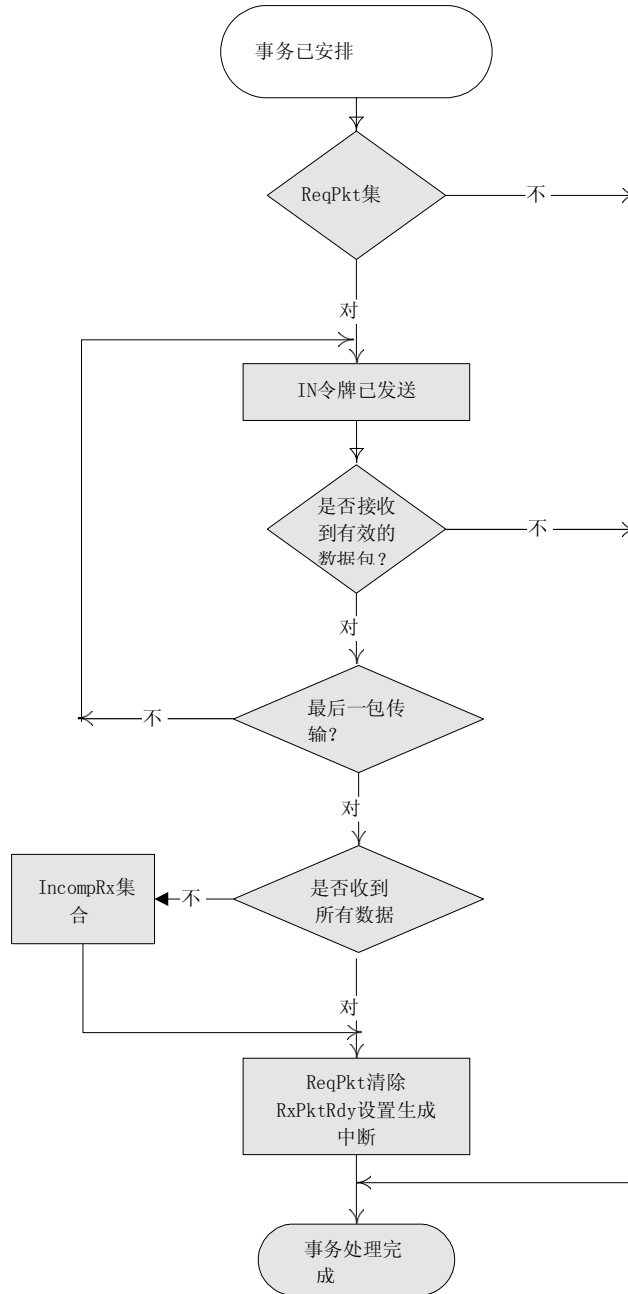 事务已安排
ReqPkt集
不
对
IN令牌已发送
是否接收
到有效的
数据包？
不
对
最后一包传
输？
不
对
IncompRx集
合
不
是否收到
所有数据
对
ReqPkt清除
RxPktRdy设置生成
中断
事务处理完
成